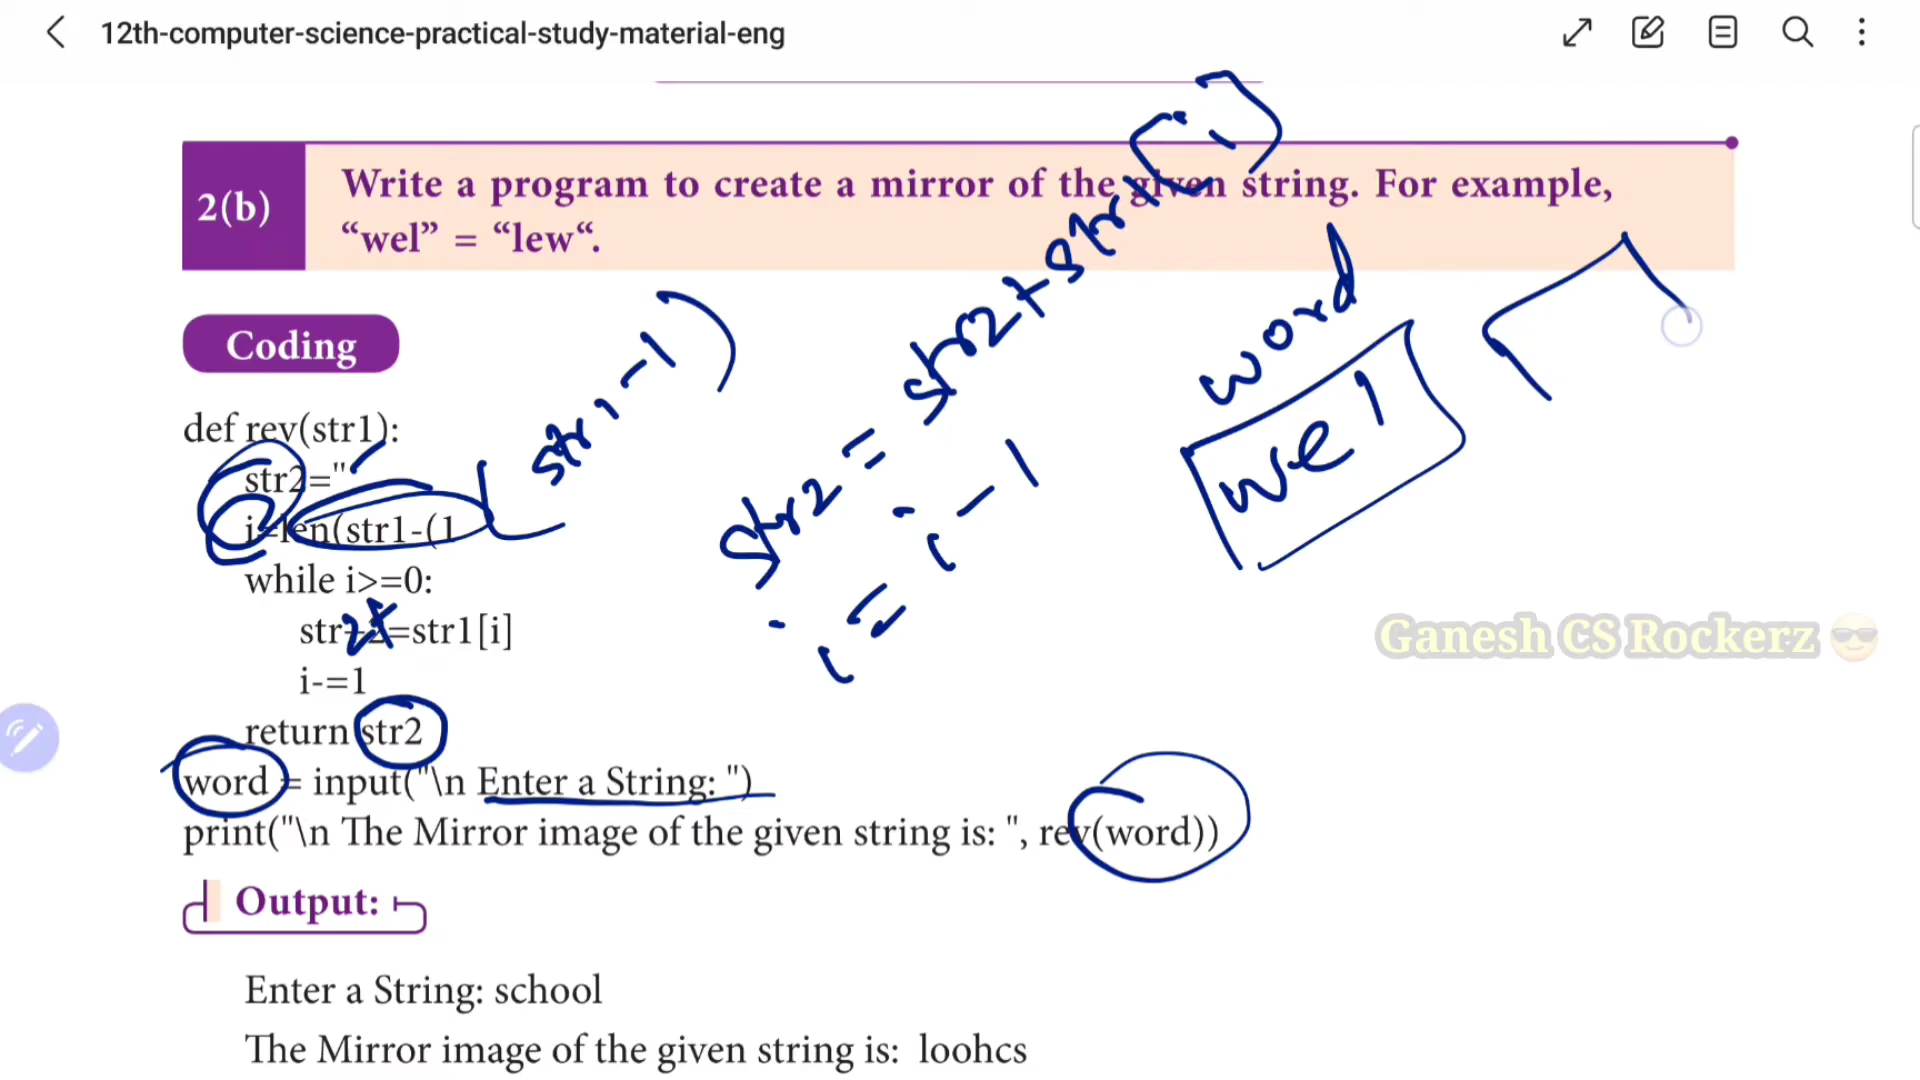 12th-computer-science-practical-study-material-eng
2(b)
Write a program to create a mirror of the given string. For example,
“wel” = “lew“.
Coding
def rev(str1):
str2=''
i=len(str1-(1
while i>=0:
str2+=str1[i]
i-=1
return str2
word = input("\n Enter a String: ")
print("\n The Mirror image of the given string is: ", rev(word))
Output:
Enter a String: school
The Mirror image of the given string is: loohcs
(str1-1)
str2 = str2+str1[i]
i = i-1
word
wel
Ganesh CS Rockerz 😎